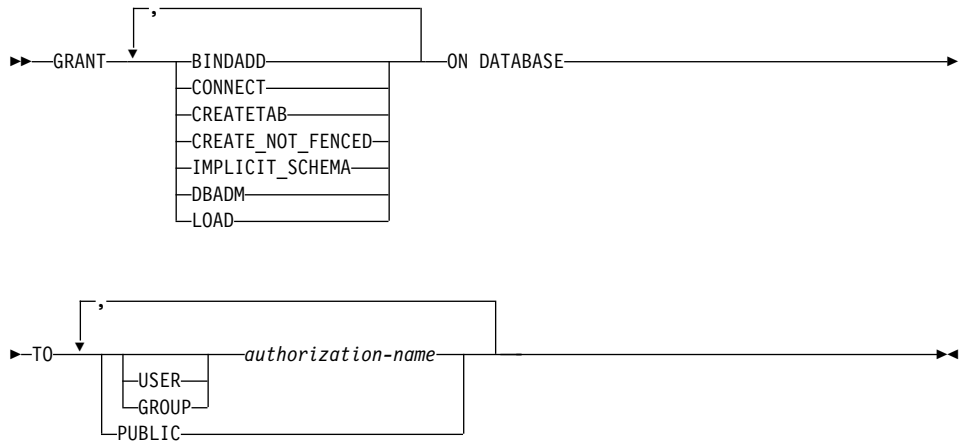 ,
GRANT BINDADD ON DATABASE
CONNECT
CREATETAB
CREATE_NOT_FENCED
IMPLICIT_SCHEMA
DBADM
LOAD
,
TO authorization-name
USER
GROUP
PUBLIC